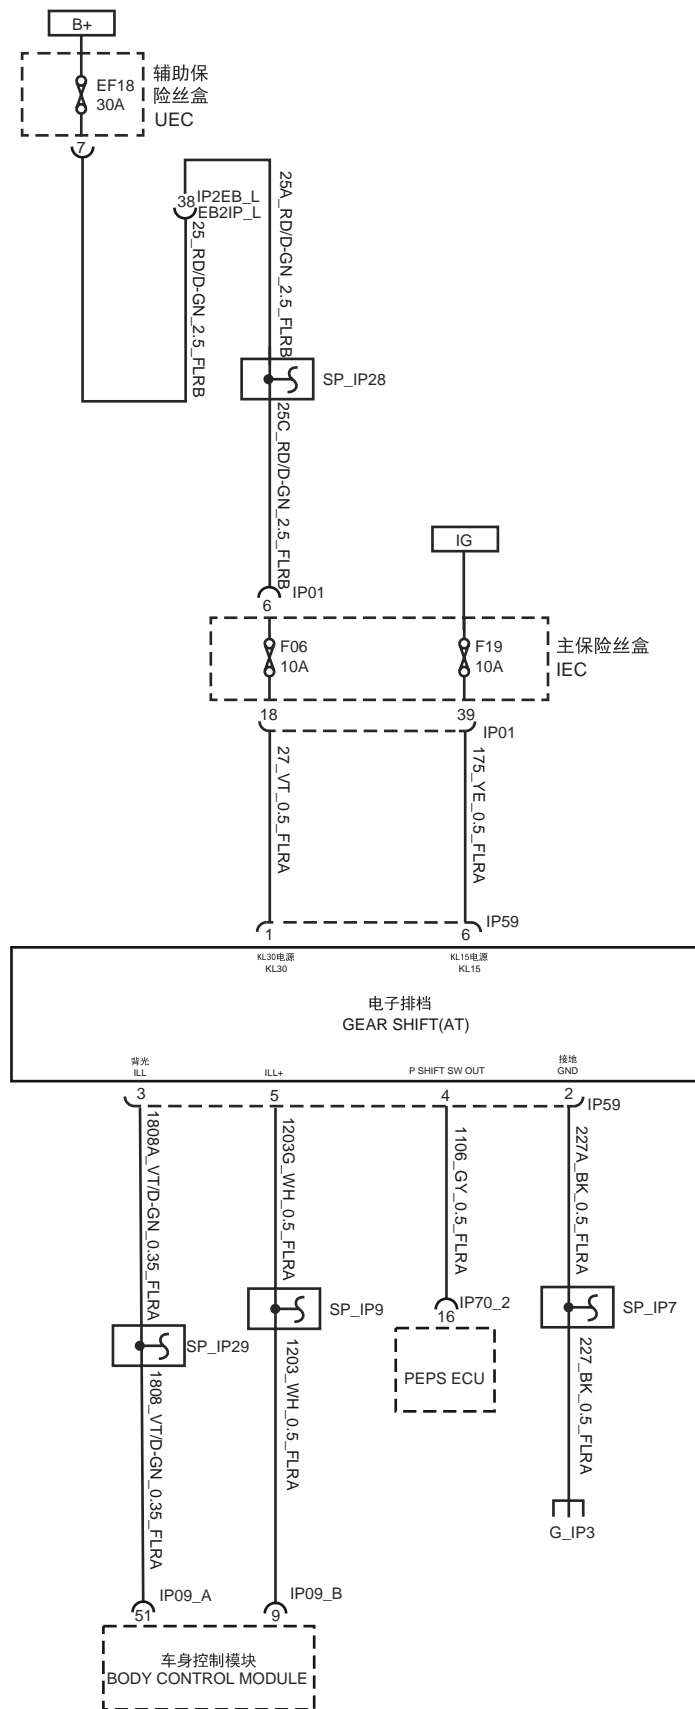 B+
EF18
30A
辅助保
险丝盒
UEC
7
38
IP2EB_L
EB2IP_L
25_RD/D-GN_2.5_FLRB
25A_RD/D-GN_2.5_FLRB
SP_IP28
25C_RD/D-GN_2.5_FLRB
IG
IP01
6
F06
10A
F19
10A
主保险丝盒
IEC
18
39
IP01
27_VT_0.5_FLRA
175_YE_0.5_FLRA
IP59
1
6
KL30电源
KL30
KL15电源
KL15
电子排档
GEAR SHIFT(AT)
背光
ILL
ILL+
P SHIFT SW OUT
接地
GND
3
5
4
2
IP59
1808A_VT/D-GN_0.35_FLRA
1203G_WH_0.5_FLRA
1106_GY_0.5_FLRA
227A_BK_0.5_FLRA
SP_IP29
SP_IP9
IP70_2
16
SP_IP7
PEPS ECU
1808_VT/D-GN_0.35_FLRA
1203_WH_0.5_FLRA
227_BK_0.5_FLRA
G_IP3
IP09_A
51
IP09_B
9
车身控制模块
BODY CONTROL MODULE